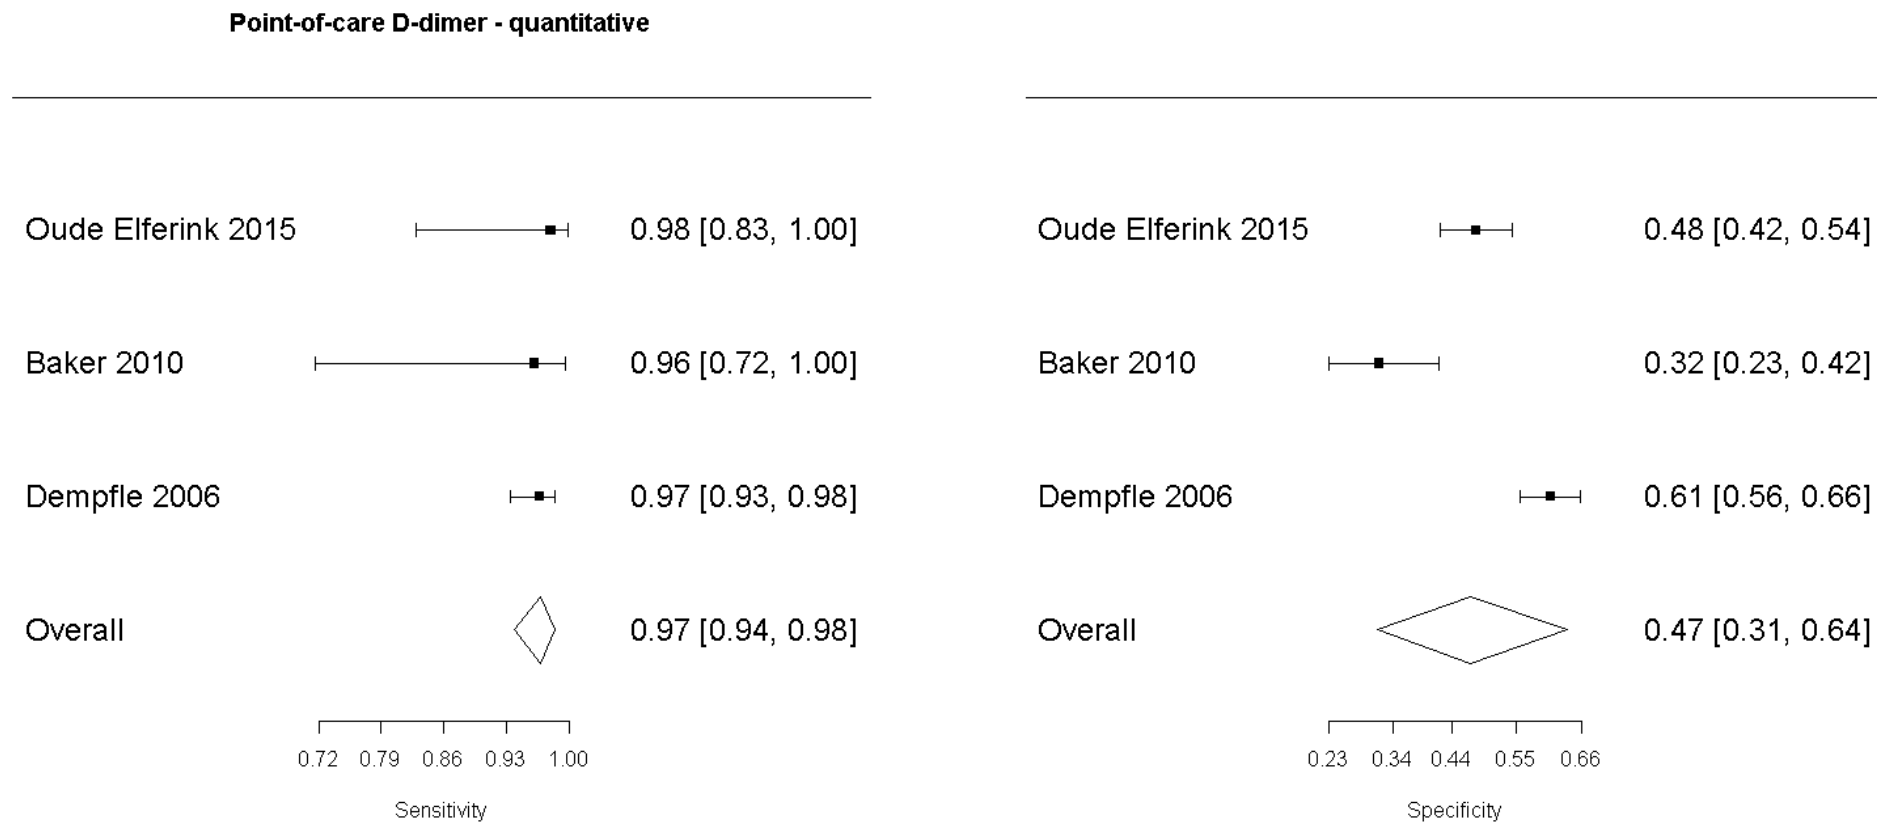 Point-of-care D-dimer - quantitative
Oude Elferink 2015 0.98 [0.83, 1.00]
Baker 2010 0.96 [0.72, 1.00]
Dempfle 2006 0.97 [0.93, 0.98]
Overall 0.97 [0.94, 0.98]
0.72 0.79 0.86 0.93 1.00
Sensitivity
Oude Elferink 2015 0.48 [0.42, 0.54]
Baker 2010 0.32 [0.23, 0.42]
Dempfle 2006 0.61 [0.56, 0.66]
Overall 0.47 [0.31, 0.64]
0.23 0.34 0.44 0.55 0.66
Specificity